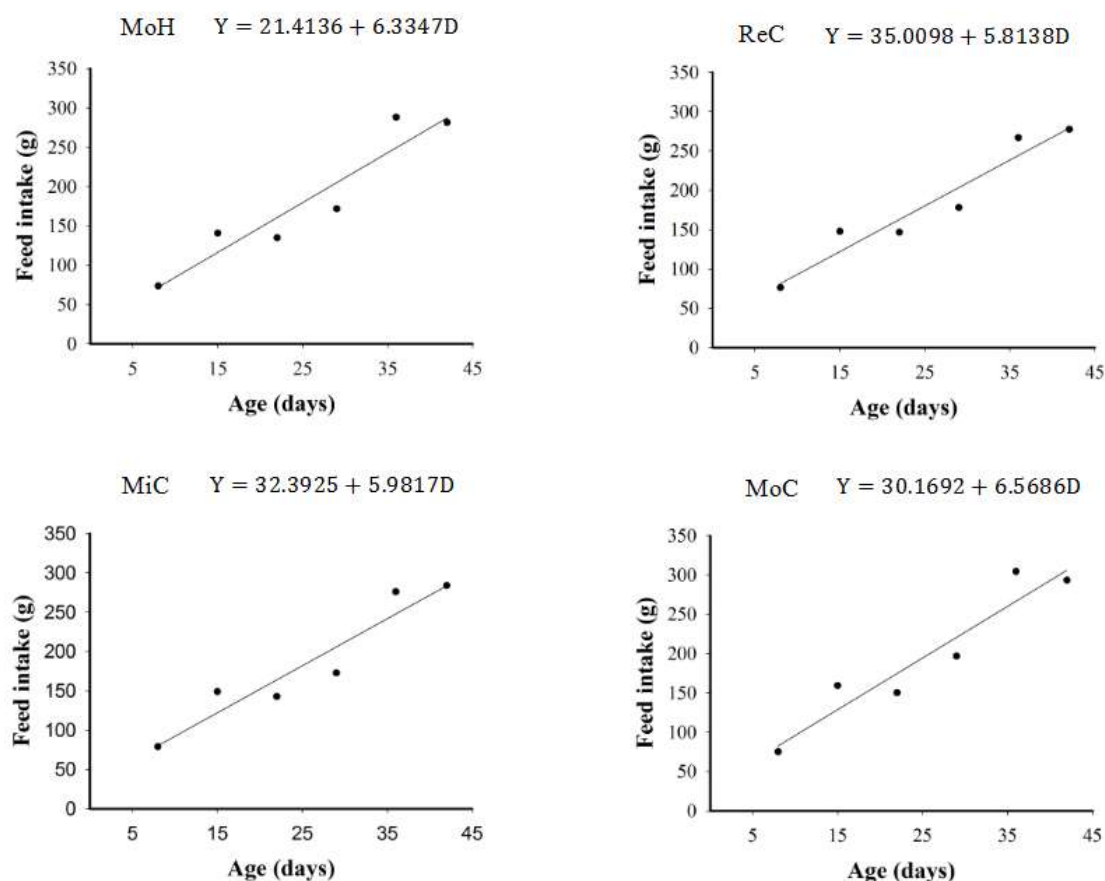 MoH Y = 21.4136 + 6.3347D
350
300
250
200
150
100
50
0
Feed intake (g)
5 15 25 35 45
Age (days)
ReC Y = 35.0098 + 5.8138D
350
300
250
200
150
100
50
0
Feed intake (g)
5 15 25 35 45
Age (days)
MiC Y = 32.3925 + 5.9817D
350
300
250
200
150
100
50
0
Feed intake (g)
5 15 25 35 45
Age (days)
MoC Y = 30.1692 + 6.5686D
350
300
250
200
150
100
50
0
Feed intake (g)
5 15 25 35 45
Age (days)